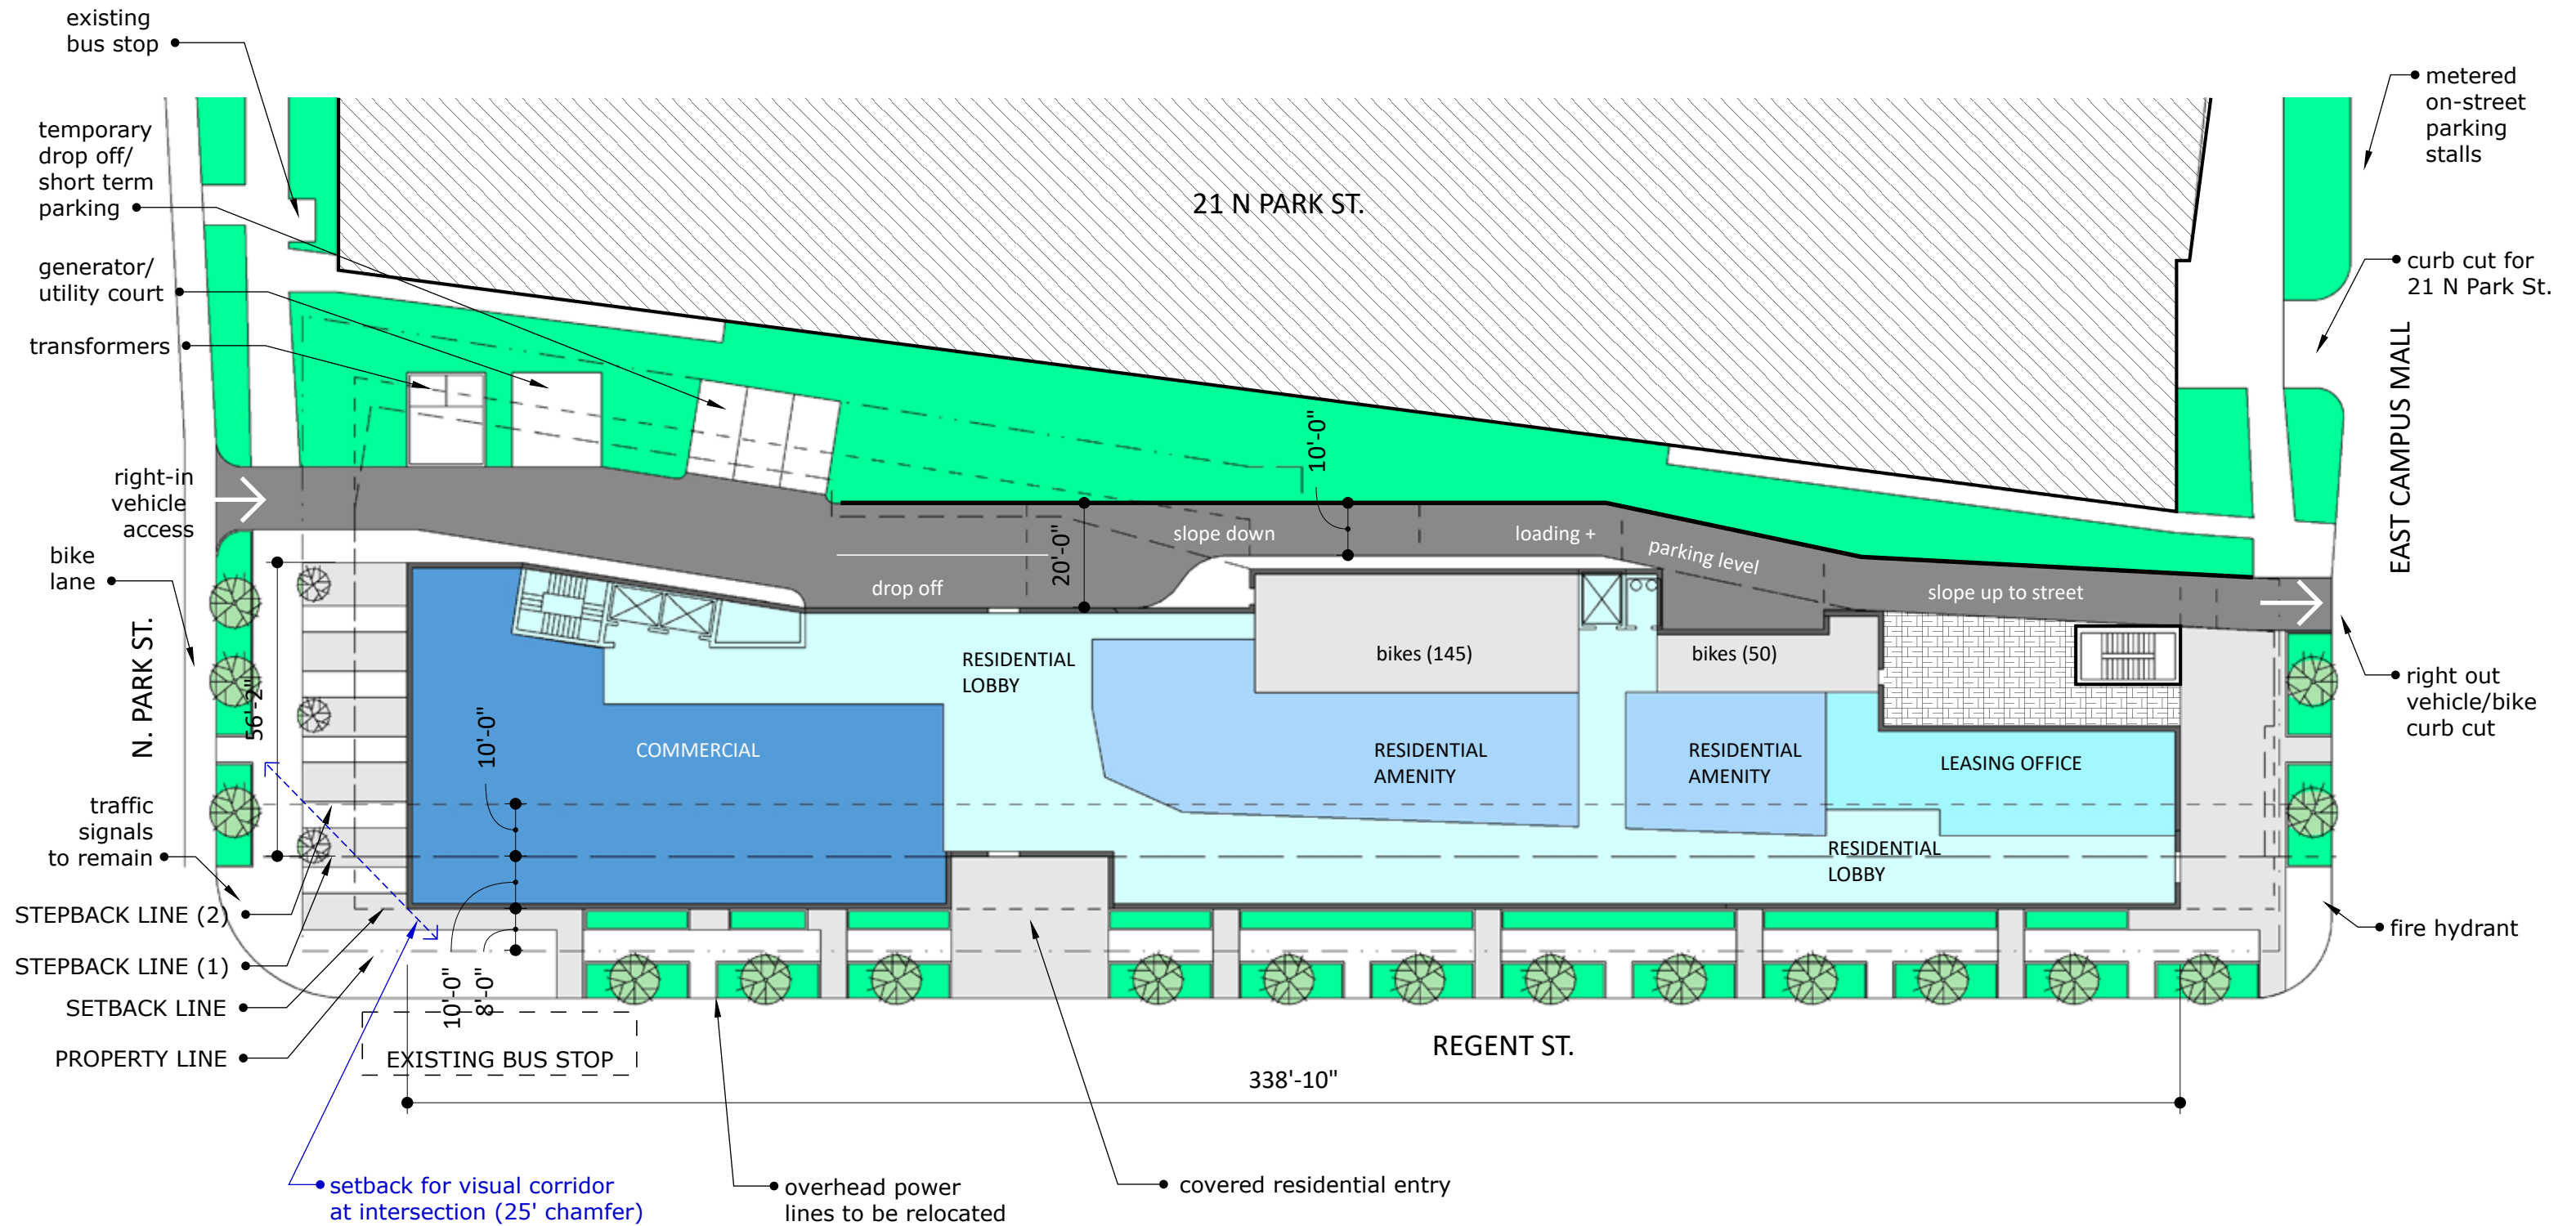 existing
bus stop
temporary
drop off/
short term
parking
generator/
utility court
transformers
right-in
vehicle
access
bike
lane
N. PARK ST.
traffic
signals
to remain
STEPBACK LINE (2)
STEPBACK LINE (1)
SETBACK LINE
PROPERTY LINE
21 N PARK ST.
metered
on-street
parking
stalls
curb cut for
21 N Park St.
EAST CAMPUS MALL
right out
vehicle/bike
curb cut
fire hydrant
10'-0"
20'-0"
slope down
loading +
parking level
slope up to street
drop off
56'-2"
10'-0"
COMMERCIAL
RESIDENTIAL
LOBBY
bikes (145)
bikes (50)
RESIDENTIAL
AMENITY
RESIDENTIAL
AMENITY
LEASING OFFICE
RESIDENTIAL
LOBBY
10'-0"
8'-0"
EXISTING BUS STOP
REGENT ST.
338'-10"
setback for visual corridor
at intersection (25' chamfer)
overhead power
lines to be relocated
covered residential entry